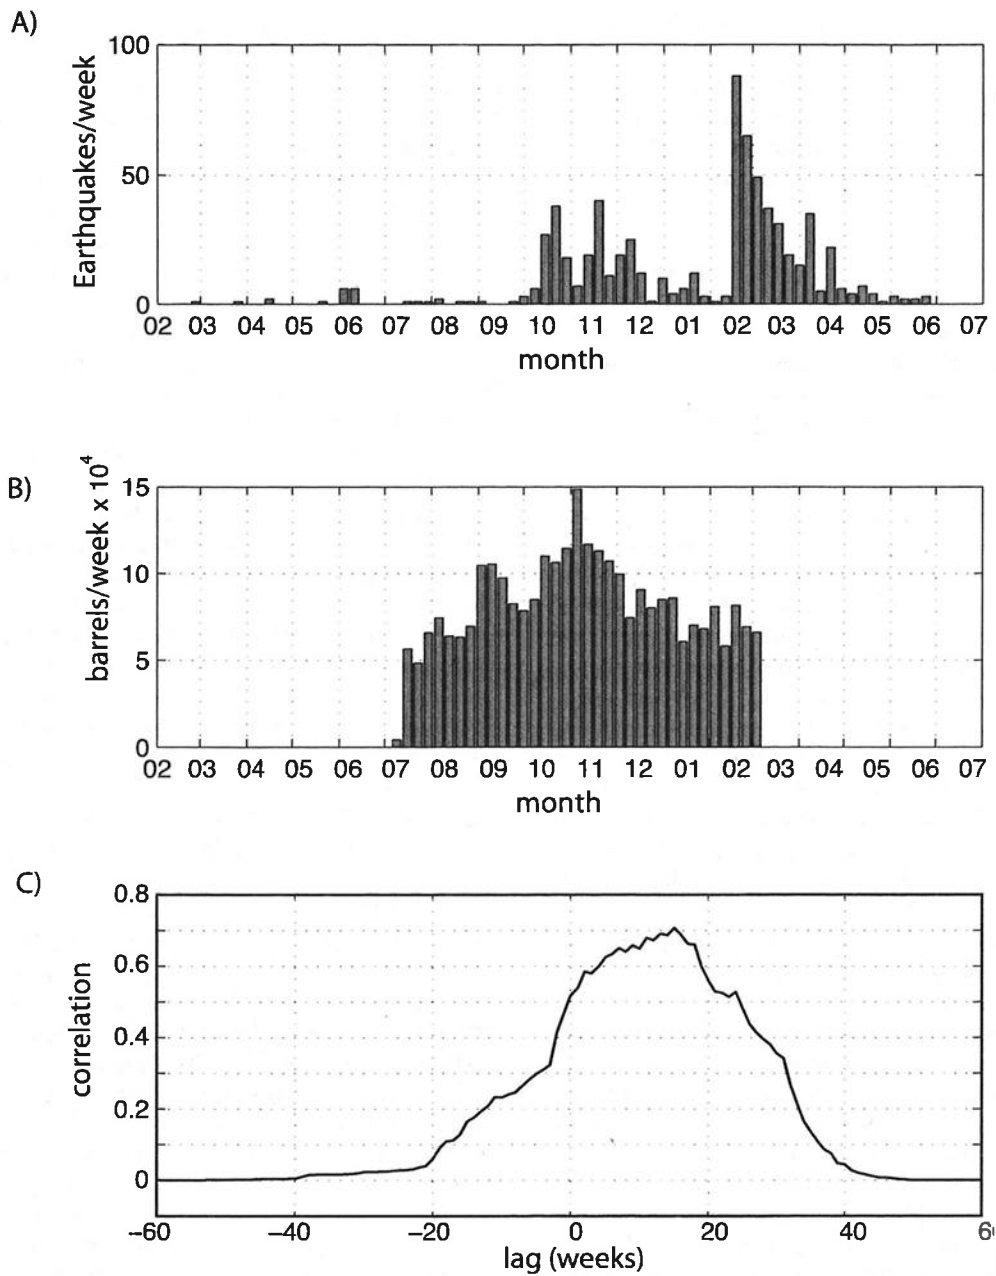 A)
Earthquakes/week
100
50
0
02 03 04 05 06 07 08 09 10 11 12 01 02 03 04 05 06 07
month
B)
barrels/week x 10⁴
15
10
5
0
02 03 04 05 06 07 08 09 10 11 12 01 02 03 04 05 06 07
month
C)
correlation
0.8
0.6
0.4
0.2
0
--60 −40 −20 0 20 40 6
lag (weeks)